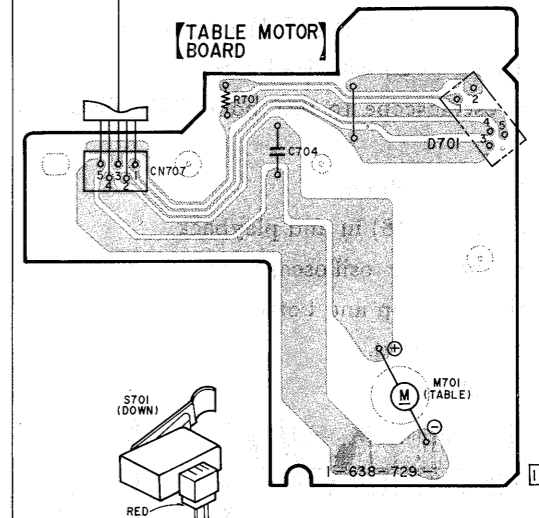 [TABLE MOTOR
BOARD]
R701
2
1
4
5
3
D701
C704
CN707
5 3 1
4 2
+
M701
(TABLE)
M
−
S701
(DOWN)
1-638-729-
RED